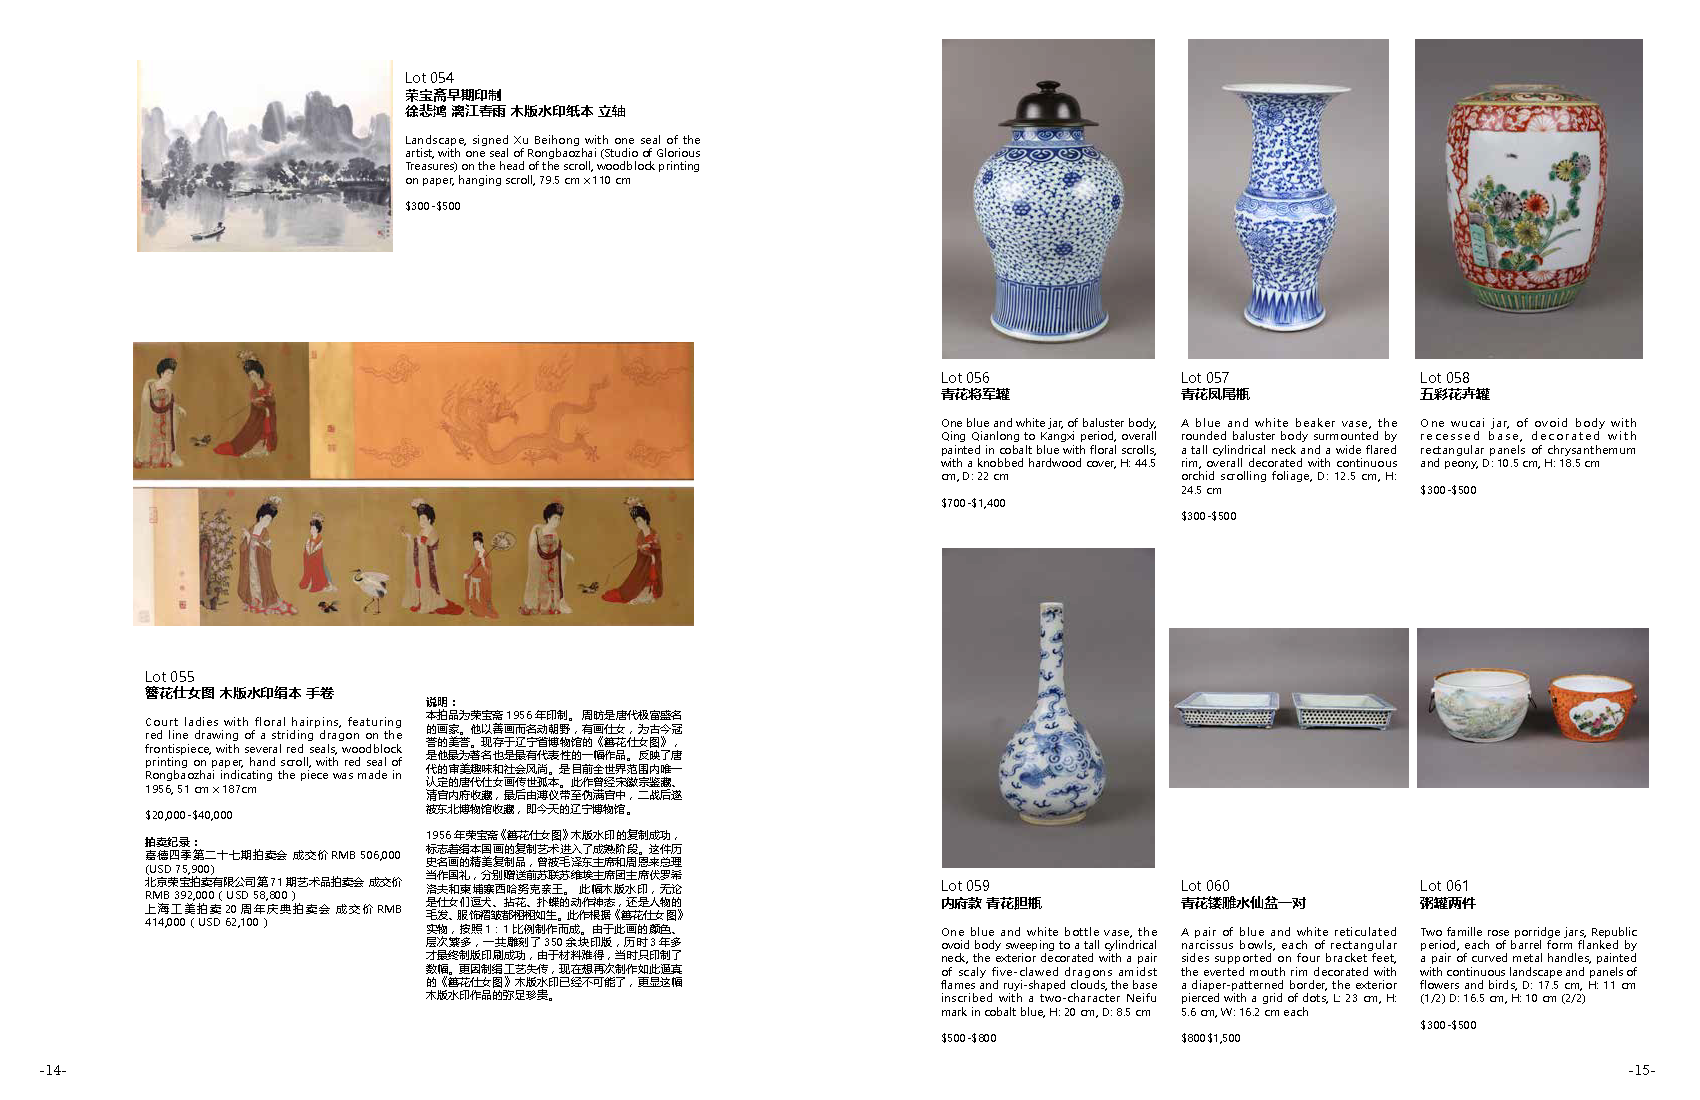 Lot 054
荣宝斋早期印制
徐悲鸿 漓江春雨 木版水印纸本 立轴
Landscape, signed Xu Beihong with one seal of the
artist, with one seal of Rongbaozhai (Studio of Glorious
Treasures) on the head of the scroll, woodblock printing
on paper, hanging scroll, 79.5 cm x 110 cm
$300-$500
Lot 055
簪花仕女图 木版水印绢本 手卷
Court ladies with floral hairpins, featuring
red line drawing of a striding dragon on the
frontispiece, with several red seals, woodblock
printing on paper, hand scroll, with red seal of
Rongbaozhai indicating the piece was made in
1956, 51 cm x 187cm
$20,000-$40,000
拍卖纪录：
嘉德四季第二十七期拍卖会 成交价 RMB 506,000
(USD 75,900)
北京荣宝拍卖有限公司第 71 期艺术品拍卖会 成交价
RMB 392,000 ( USD 58,800 )
上海工美拍卖 20 周年庆典拍卖会 成交价 RMB
414,000 ( USD 62,100 )
说明：
本拍品为荣宝斋 1956 年印制。 周昉是唐代极富盛名
的画家。他以善画而名动朝野，有画仕女，为古今冠
誉的美誉。现存于辽宁省博物馆的《簪花仕女图》，
是他最为著名也是最有代表性的一幅作品。反映了唐
代的审美趣味和社会风尚。是目前全世界范围内唯一
认定的唐代仕女画传世孤本。此作曾经宋徽宗鉴藏、
清宫内府收藏，最后由溥仪带至伪满宫中，二战后遂
被东北博物馆收藏，即今天的辽宁博物馆。
1956 年荣宝斋《簪花仕女图》木版水印的复制成功，
标志着绢本国画的复制艺术进入了成熟阶段。这件历
史名画的精美复制品，曾被毛泽东主席和周恩来总理
当作国礼，分别赠送前苏联苏维埃主席团主席伏罗希
洛夫和柬埔寨西哈努克亲王。 此幅木版水印，无论
是仕女们逗犬、拈花、扑蝶的动作神态，还是人物的
毛发、服饰褶皱都栩栩如生。此作根据《簪花仕女图》
实物，按照 1：1 比例制作而成。由于此画的颜色、
层次繁多，一共雕刻了 350 余块印版，历时 3 年多
才最终制版印刷成功，由于材料难得，当时只印制了
数幅。更因制绢工艺失传，现在想再次制作如此逼真
的《簪花仕女图》木版水印已经不可能了，更显这幅
木版水印作品的弥足珍贵。
-14-
Lot 056
青花将军罐
One blue and white jar, of baluster body,
Qing Qianlong to Kangxi period, overall
painted in cobalt blue with floral scrolls,
with a knobbed hardwood cover, H: 44.5
cm, D: 22 cm
$700-$1,400
Lot 057
青花凤尾瓶
A blue and white beaker vase, the
rounded baluster body surmounted by
a tall cylindrical neck and a wide flared
rim, overall decorated with continuous
orchid scrolling foliage, D: 12.5 cm, H:
24.5 cm
$300-$500
Lot 058
五彩花卉罐
One wucai jar, of ovoid body with
recessed base, decorated with
rectangular panels of chrysanthemum
and peony, D: 10.5 cm, H: 18.5 cm
$300-$500
Lot 059
内府款 青花胆瓶
One blue and white bottle vase, the
ovoid body sweeping to a tall cylindrical
neck, the exterior decorated with a pair
of scaly five-clawed dragons amidst
flames and ruyi-shaped clouds, the base
inscribed with a two-character Neifu
mark in cobalt blue, H: 20 cm, D: 8.5 cm
$500-$800
Lot 060
青花镂雕水仙盆一对
A pair of blue and white reticulated
narcissus bowls, each of rectangular
sides supported on four bracket feet,
the everted mouth rim decorated with
a diaper-patterned border, the exterior
pierced with a grid of dots, L: 23 cm, H:
5.6 cm, W: 16.2 cm each
$800$1,500
Lot 061
粥罐两件
Two famille rose porridge jars, Republic
period, each of barrel form flanked by
a pair of curved metal handles, painted
with continuous landscape and panels of
flowers and birds, D: 17.5 cm, H: 11 cm
(1/2) D: 16.5 cm, H: 10 cm (2/2)
$300-$500
-15-